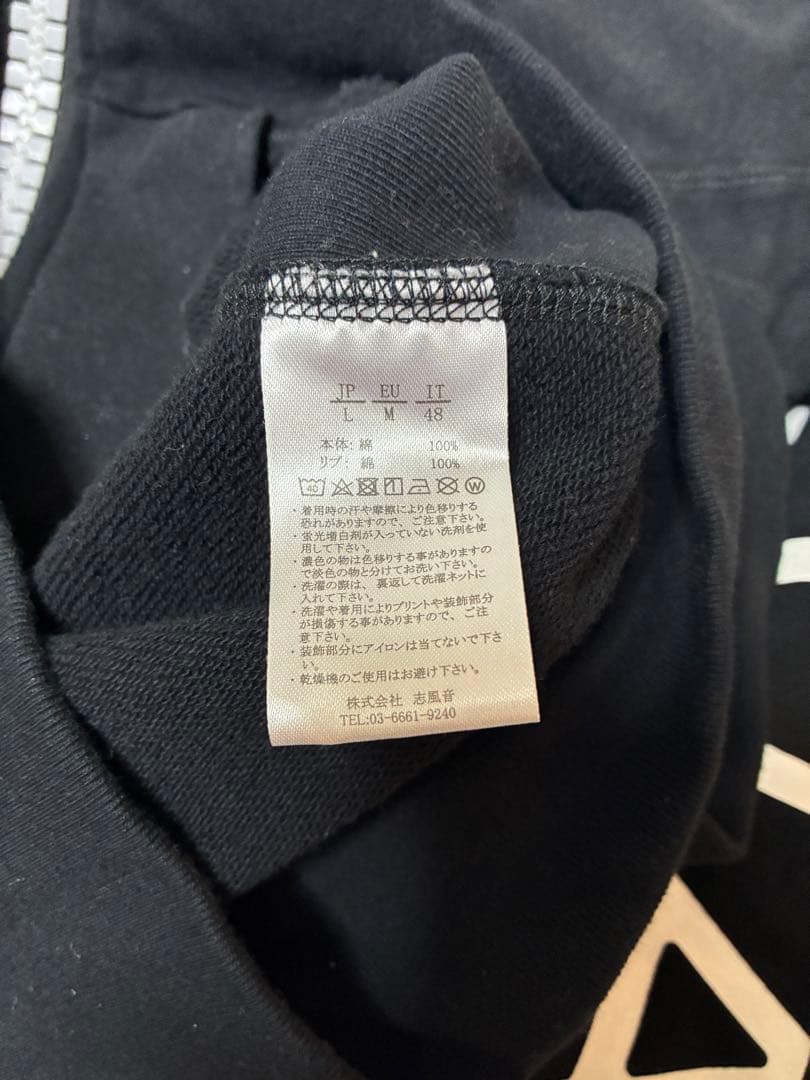 JP EU IT
L M 48
本体: 綿 100%
リブ: 綿 100%
40 W
・着用時の汗や摩擦により色移りする
恐れがありますので、ご注意下さい。
・蛍光増白剤が入っていない洗剤を使
用して下さい。
・濃色の物は色移りする事がありますの
で淡色の物と分けてお洗い下さい。
・洗濯の際は、裏返して洗濯ネットに
入れて下さい。
・洗濯や着用によりプリントや装飾部分
が損傷する事がありますので、ご注
意下さい。
・装飾部分にアイロンは当てないで下さ
い。
・乾燥機のご使用はお避け下さい。
株式会社 志風音
TEL:03-6661-9240